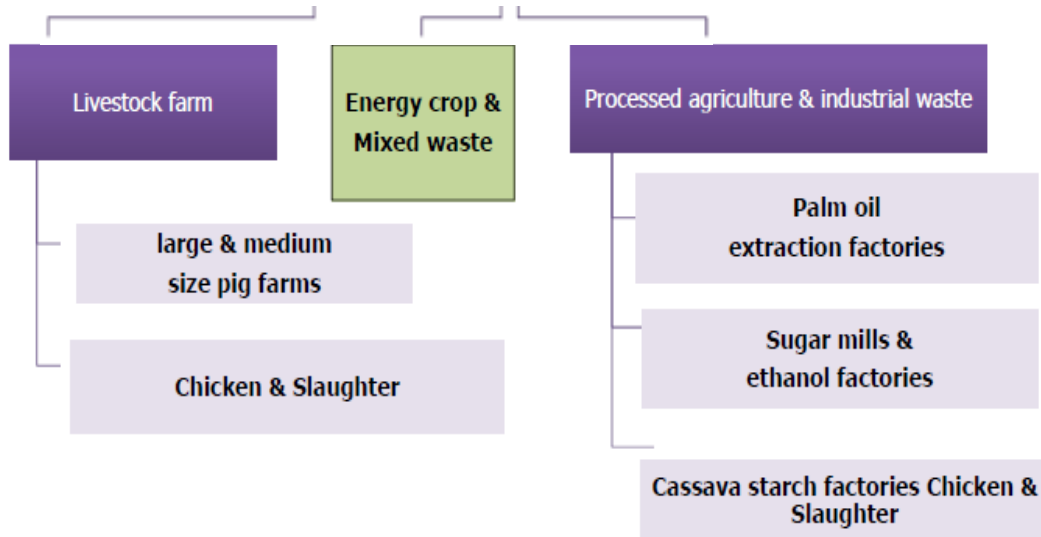 Livestock farm
Energy crop &
Mixed waste
Processed agriculture & industrial waste
large & medium
size pig farms
Chicken & Slaughter
Palm oil
extraction factories
Sugar mills &
ethanol factories
Cassava starch factories Chicken &
Slaughter